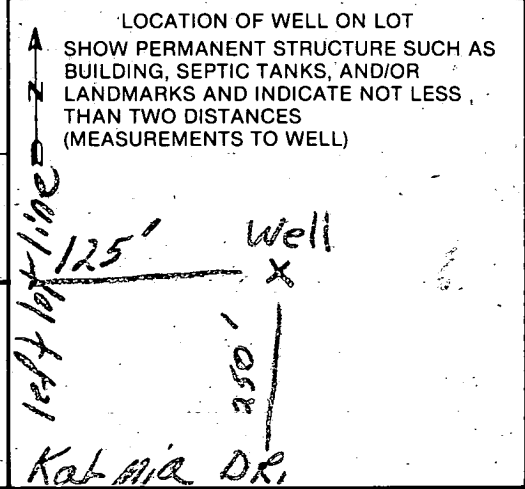 LOCATION OF WELL ON LOT
SHOW PERMANENT STRUCTURE SUCH AS
BUILDING, SEPTIC TANKS, AND/OR
LANDMARKS AND INDICATE NOT LESS
THAN TWO DISTANCES
(MEASUREMENTS TO WELL)
N
left lot line
125'
Well
X
250'
DR.